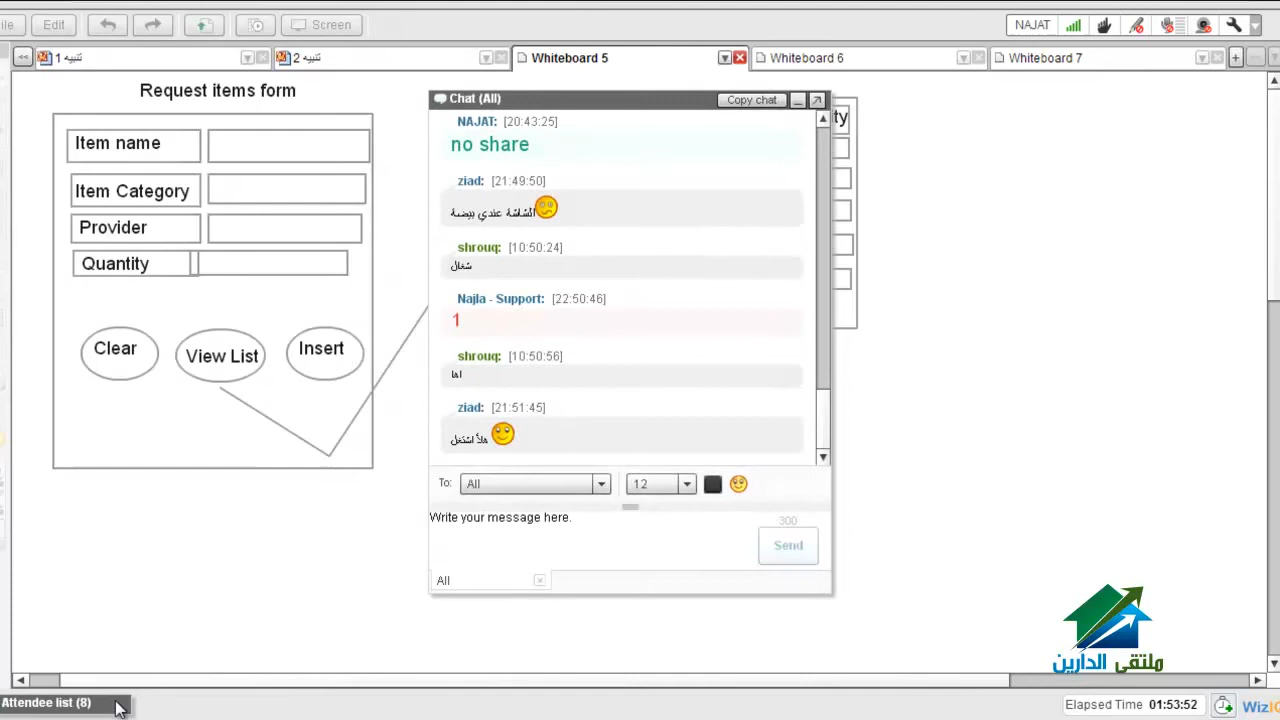 Edit
Screen
NAJAT
<<
تنبيه 1
تنبيه 2
Whiteboard 5
Whiteboard 6
Whiteboard 7
Request items form
Item name
Item Category
Provider
Quantity
Clear
View List
Insert
Chat (All)
Copy chat
NAJAT: [20:43:25]
no share
ziad: [21:49:50]
الشاشة عندي بيضة
shrouq: [10:50:24]
شغال
Najla - Support: [22:50:46]
1
shrouq: [10:50:56]
اها
ziad: [21:51:45]
هلأ اشتغل
To: All 12
Write your message here.
300
Send
All
ty
ملتقى الدارين
Attendee list (8)
Elapsed Time 01:53:52
WizIQ